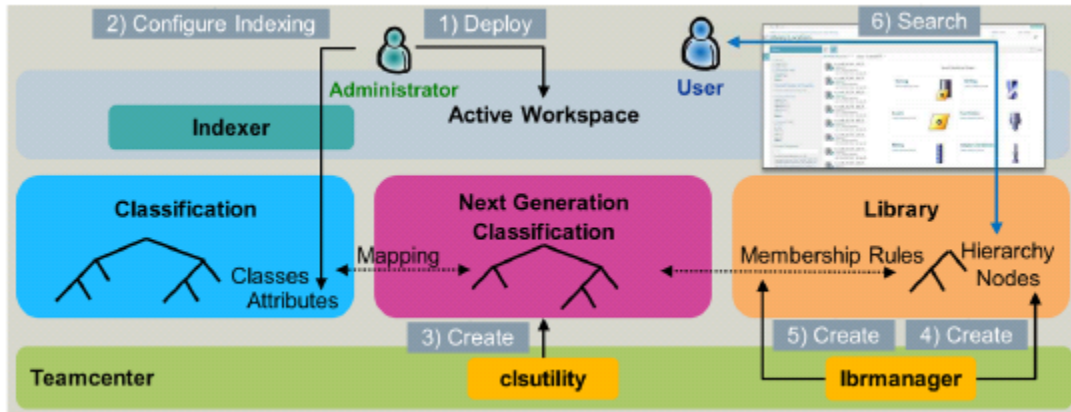 2) Configure Indexing
1) Deploy
6) Search
Administrator
User
Active Workspace
Indexer
Classification
Next Generation
Classification
Library
Mapping
Membership Rules
Hierarchy
Nodes
Classes
Attributes
3) Create
5) Create
4) Create
Teamcenter
clsutility
lbrmanager